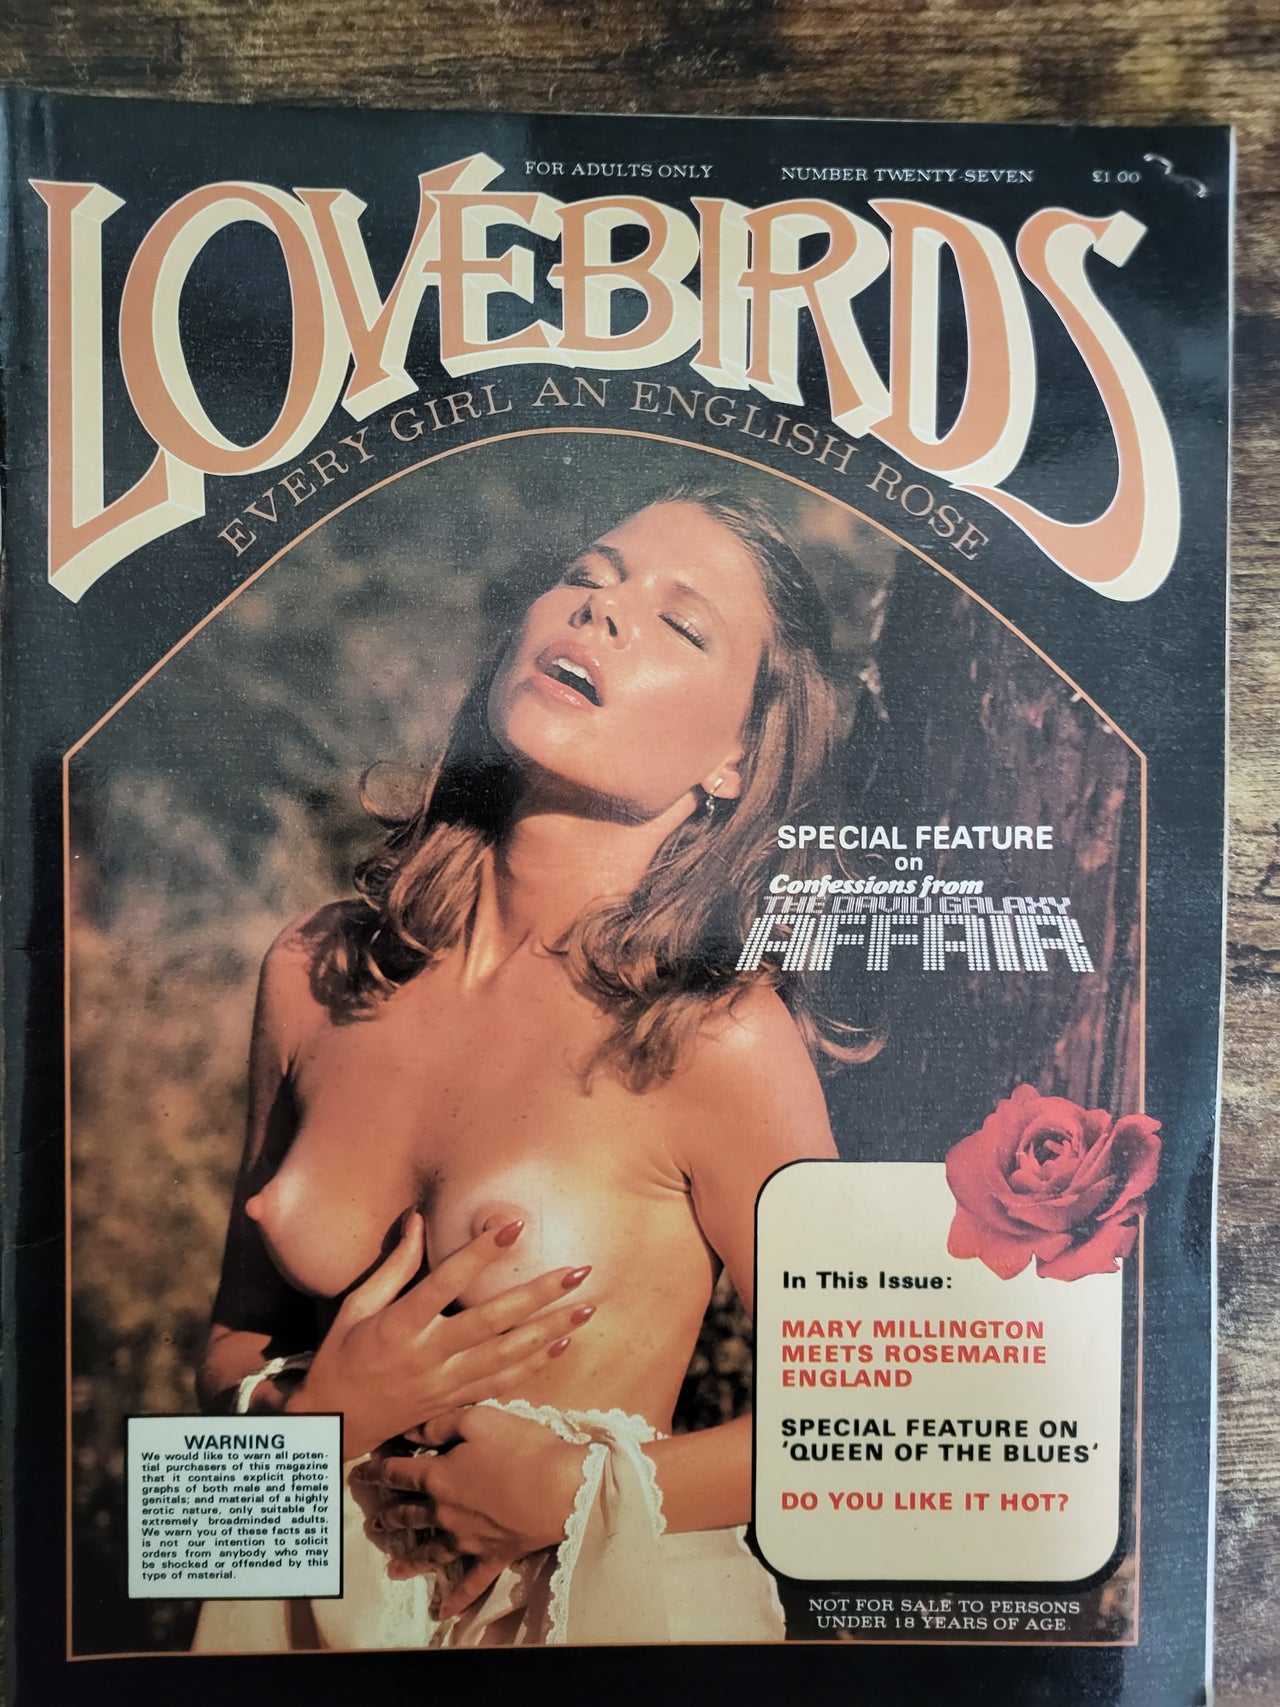 FOR ADULTS ONLY NUMBER TWENTY-SEVEN £1.00
LOVEBIRDS
EVERY GIRL AN ENGLISH ROSE
SPECIAL FEATURE
on
Confessions from
THE DAVID GALAXY
AFFAIR
In This Issue:
MARY MILLINGTON
MEETS ROSEMARIE
ENGLAND
SPECIAL FEATURE ON
'QUEEN OF THE BLUES'
DO YOU LIKE IT HOT?
WARNING
We would like to warn all poten-
tial purchasers of this magazine
that it contains explicit photo-
graphs of both male and female
genitals; and material of a highly
erotic nature, only suitable for
extremely broadminded adults.
We warn you of these facts as it
is not our intention to solicit
orders from anybody who may
be shocked or offended by this
type of material.
NOT FOR SALE TO PERSONS
UNDER 18 YEARS OF AGE.